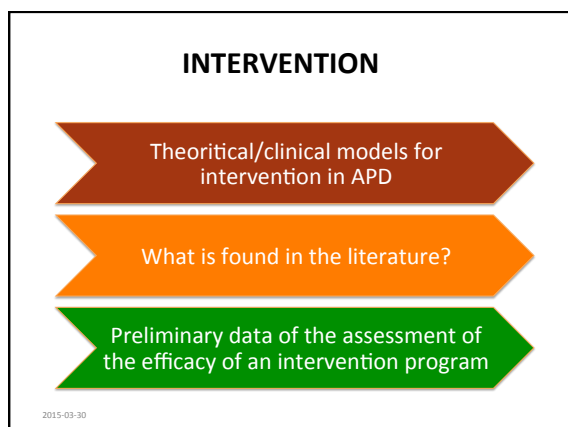 INTERVENTION
Theoritical/clinical models for
intervention in APD
What is found in the literature?
Preliminary data of the assessment of
the efficacy of an intervention program
2015-03-30